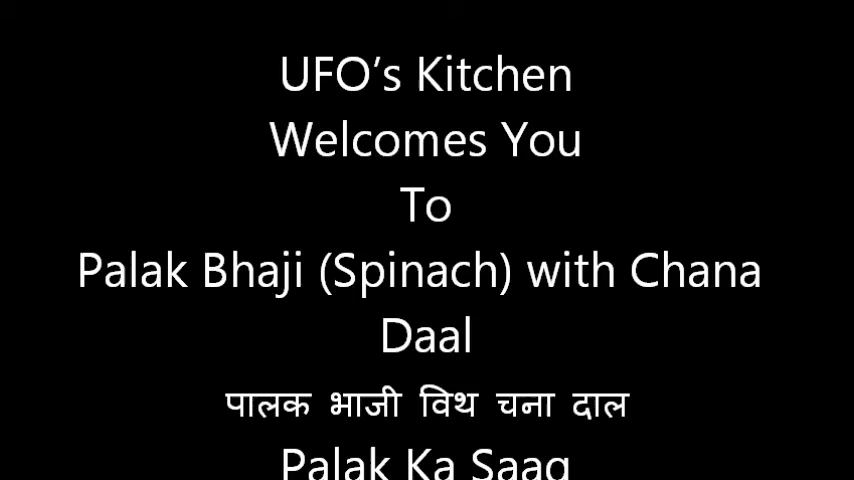 UFO’s Kitchen
Welcomes You
To
Palak Bhaji (Spinach) with Chana
Daal
पालक भाजी विथ चना दाल
Palak Ka Saag